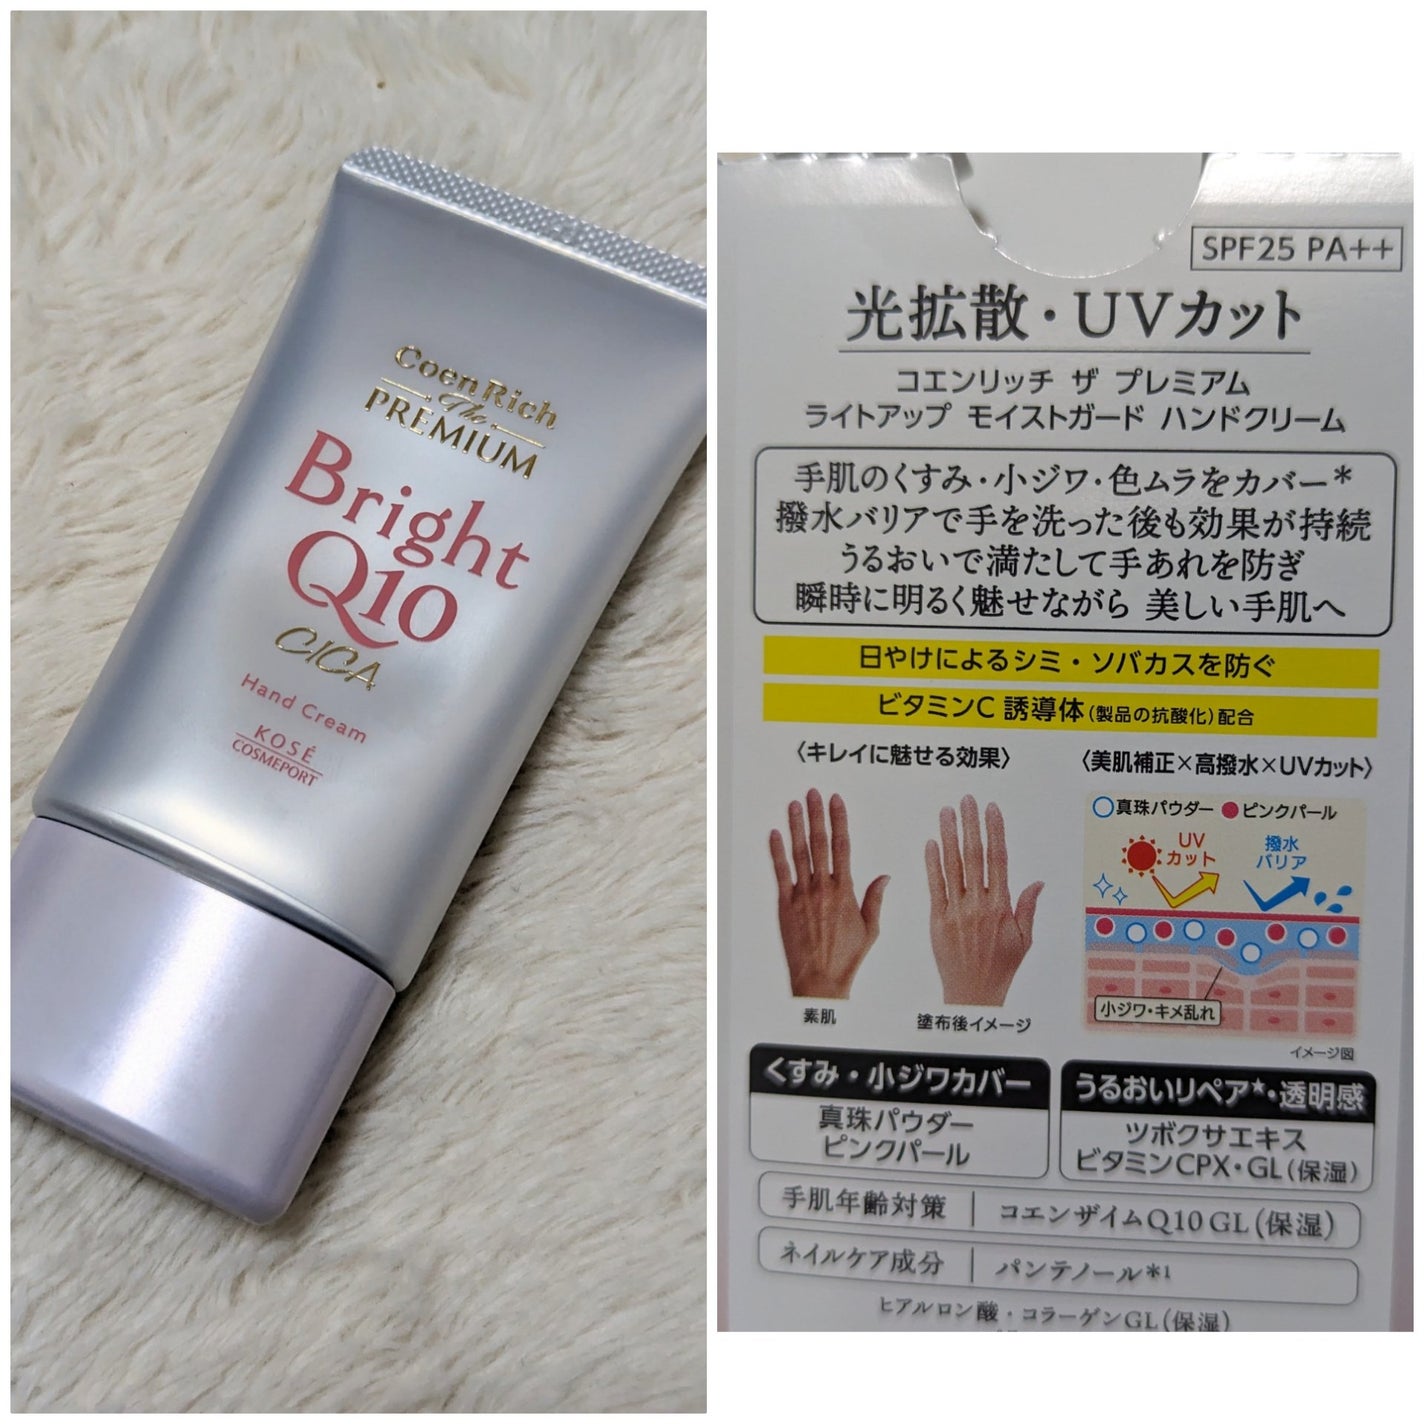 Coen Rich
The
PREMIUM
Bright
Q10
CICA
Hand Cream
KOSÉ
COSMEPORT
SPF25 PA++
光拡散・UVカット
コエンリッチ ザ プレミアム
ライトアップ モイストガード ハンドクリーム
手肌のくすみ・小ジワ・色ムラをカバー*
撥水バリアで手を洗った後も効果が持続
うるおいで満たして手あれを防ぎ
瞬時に明るく魅せながら 美しい手肌へ
日やけによるシミ・ソバカスを防ぐ
ビタミンC 誘導体(製品の抗酸化)配合
〈キレイに魅せる効果〉
素肌
塗布後イメージ
〈美肌補正×高撥水×UVカット〉
真珠パウダー ピンクパール
UV
カット
撥水
バリア
小ジワ・キメ乱れ
イメージ図
くすみ・小ジワカバー
真珠パウダー
ピンクパール
うるおいリペア★・透明感
ツボクサエキス
ビタミンCPX・GL(保湿)
手肌年齢対策 | コエンザイムQ10 GL(保湿)
ネイルケア成分 | パンテノール*1
ヒアルロン酸・コラーゲンGL(保湿)